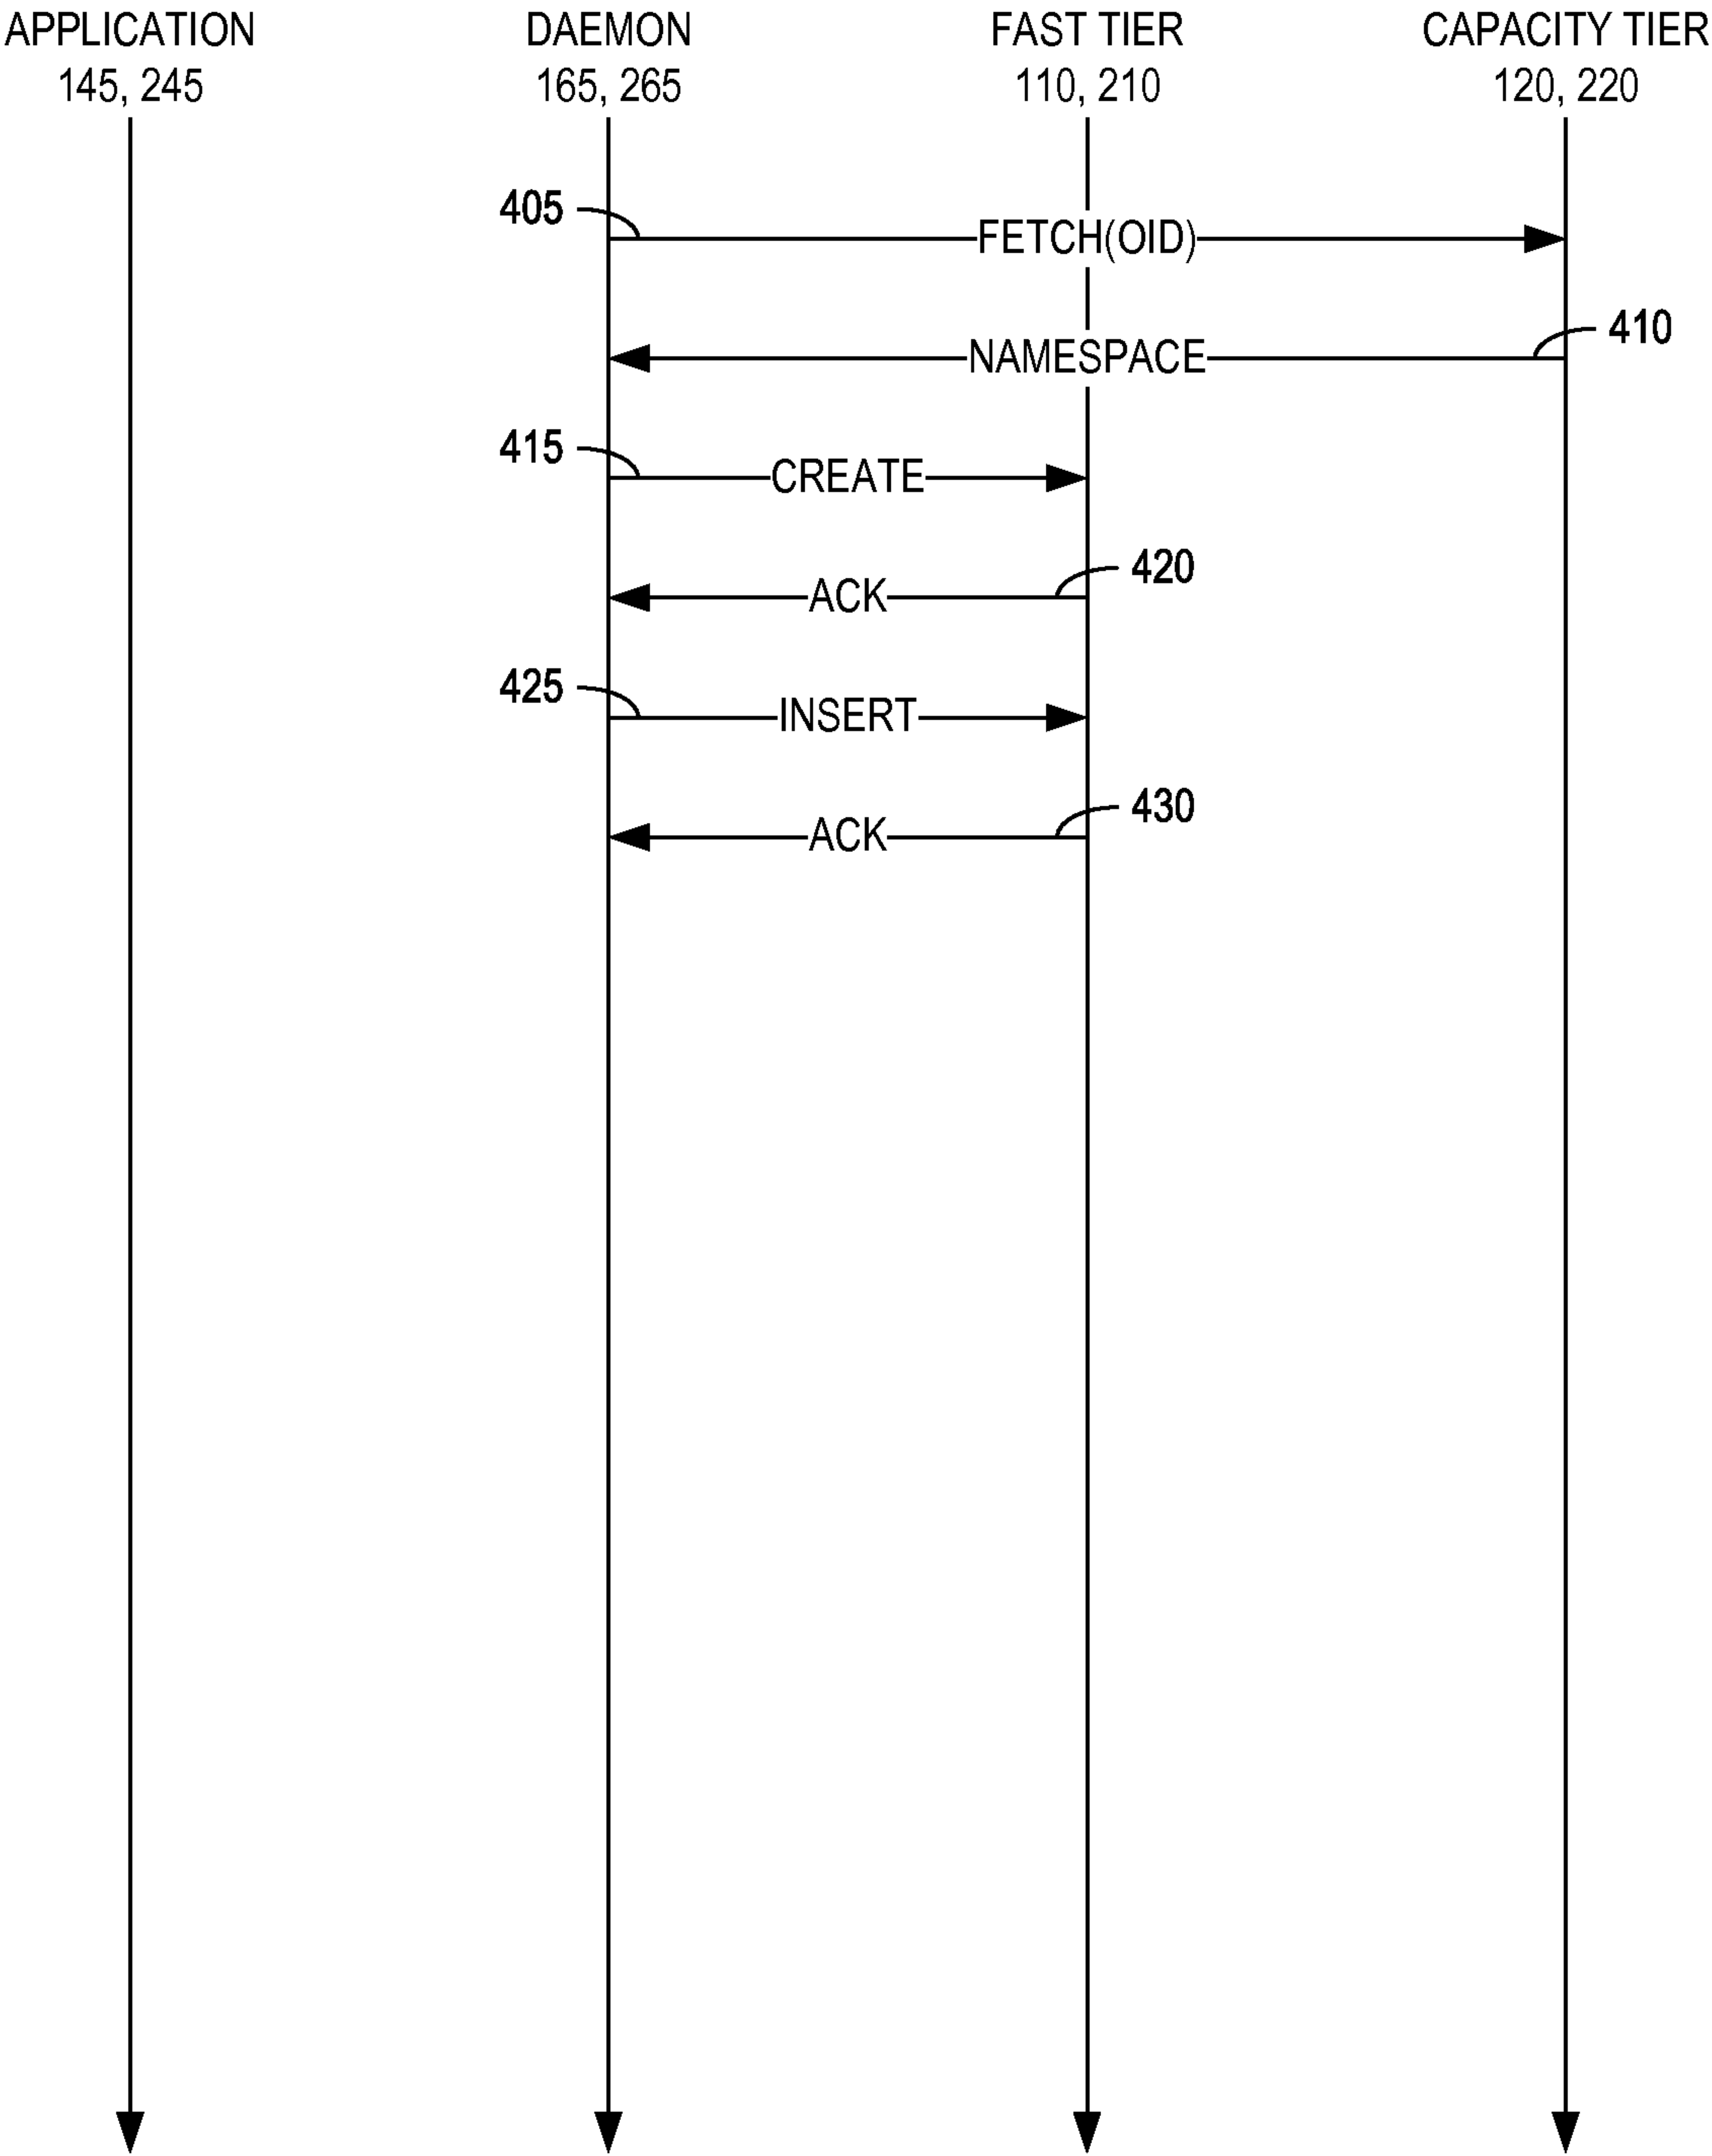 APPLICATION
145, 245
DAEMON
165, 265
FAST TIER
110, 210
CAPACITY TIER
120, 220
405
FETCH(OID)
410
NAMESPACE
415
CREATE
420
ACK
425
INSERT
430
ACK